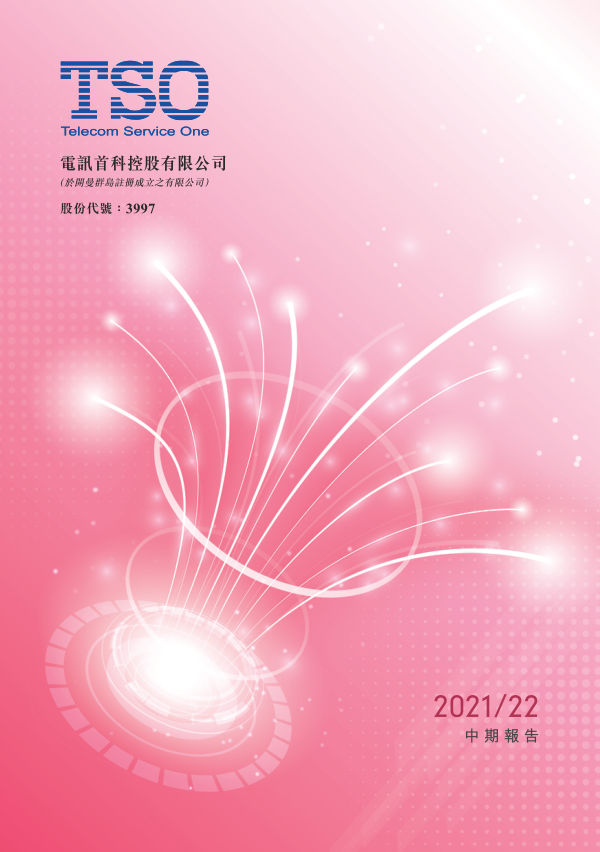 TSO
Telecom Service One
電訊首科控股有限公司
(於開曼群島註冊成立之有限公司)
股份代號：3997
2021/22
中期報告